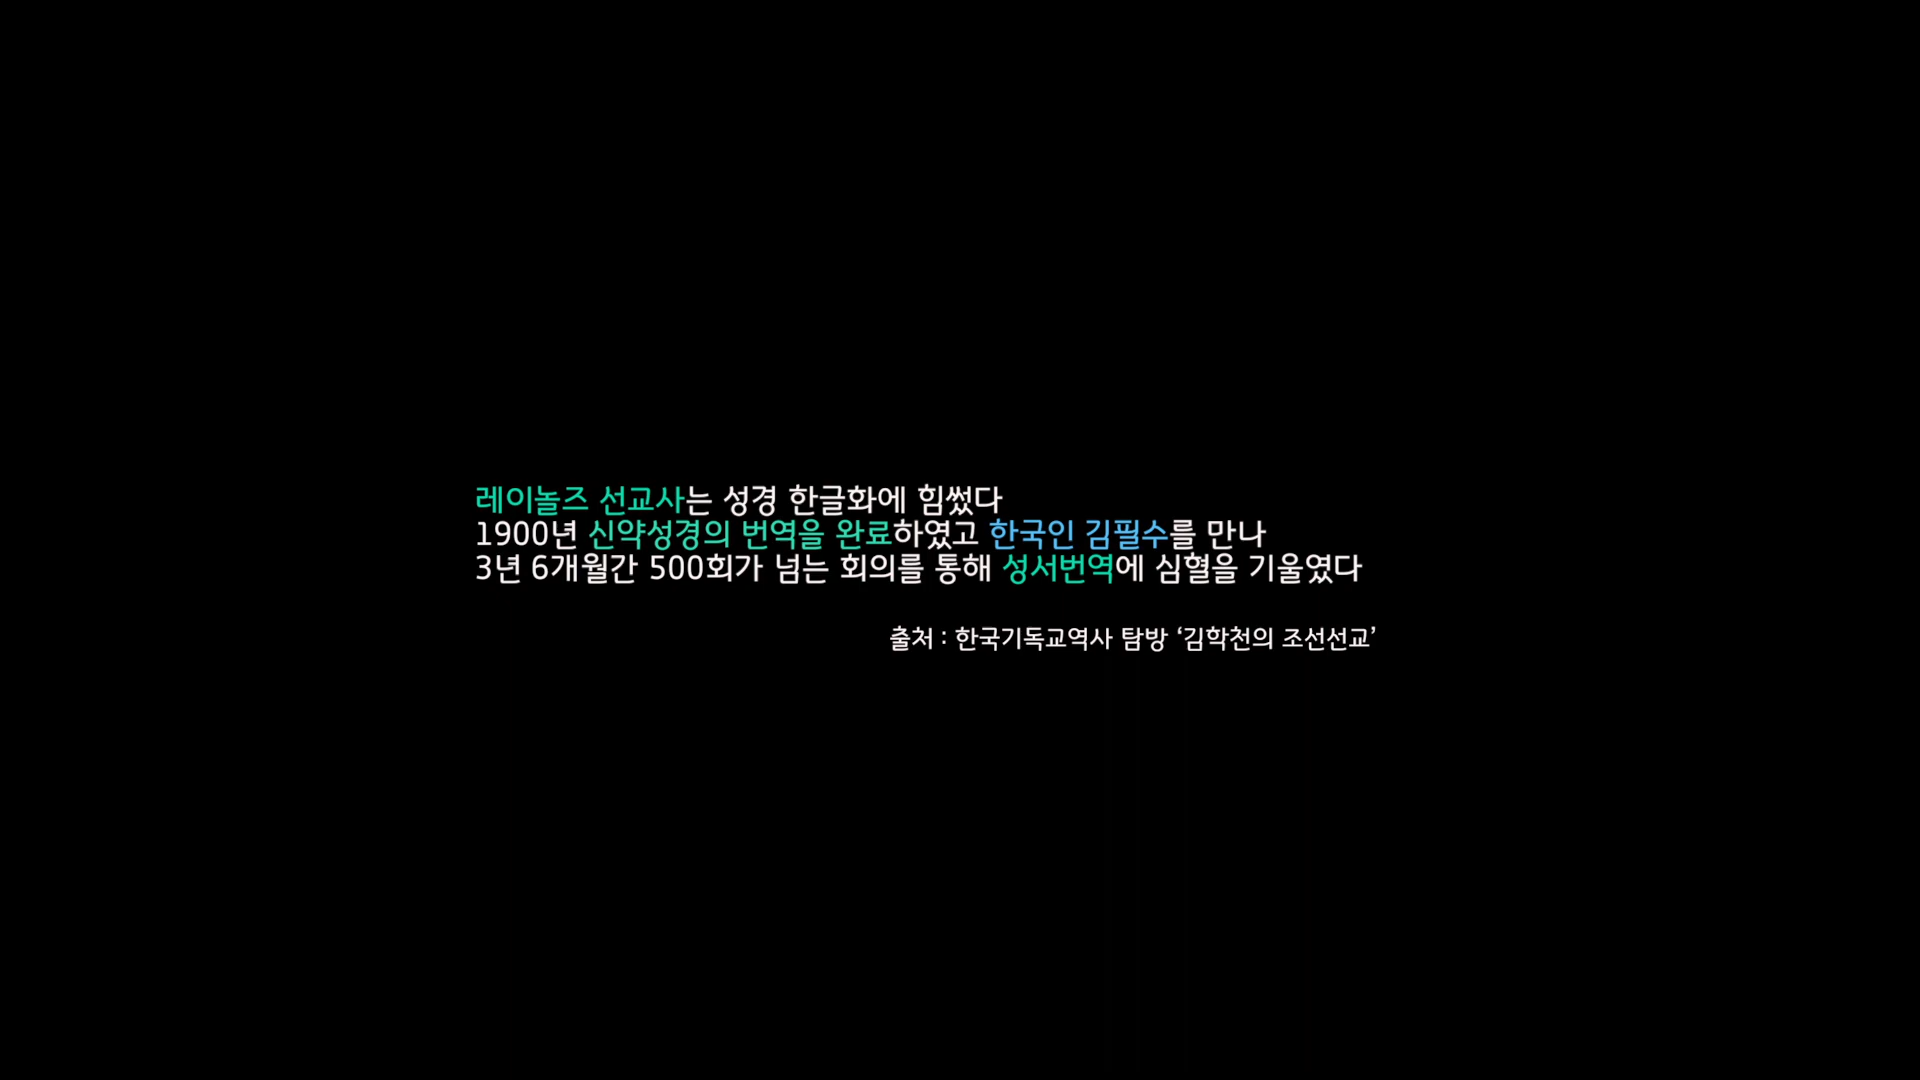 레이놀즈 선교사는 성경 한글화에 힘썼다
1900년 신약성경의 번역을 완료하였고 한국인 김필수를 만나
3년 6개월간 500회가 넘는 회의를 통해 성서번역에 심혈을 기울였다
출처 : 한국기독교역사 탐방 ‘김학천의 조선선교’